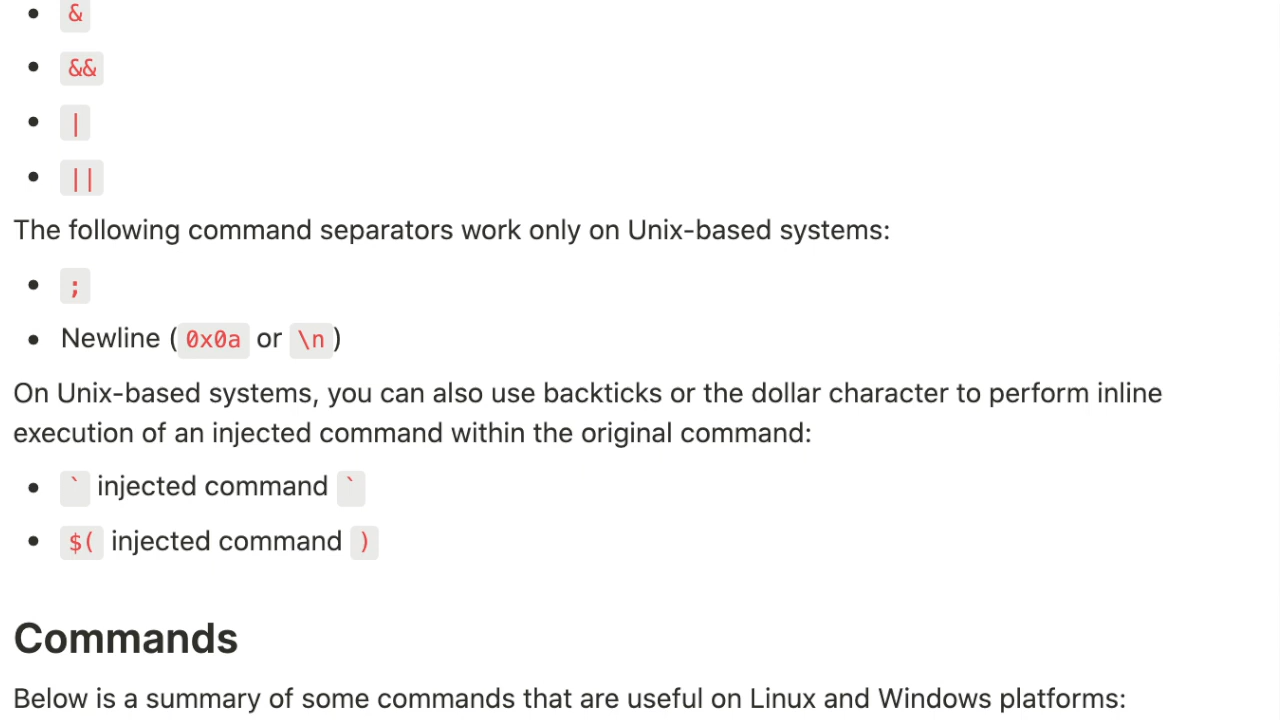 • &
• &&
• |
• ||
The following command separators work only on Unix-based systems:
• ;
• Newline (0x0a or \n)
On Unix-based systems, you can also use backticks or the dollar character to perform inline
execution of an injected command within the original command:
• ` injected command `
• $( injected command )
Commands
Below is a summary of some commands that are useful on Linux and Windows platforms: